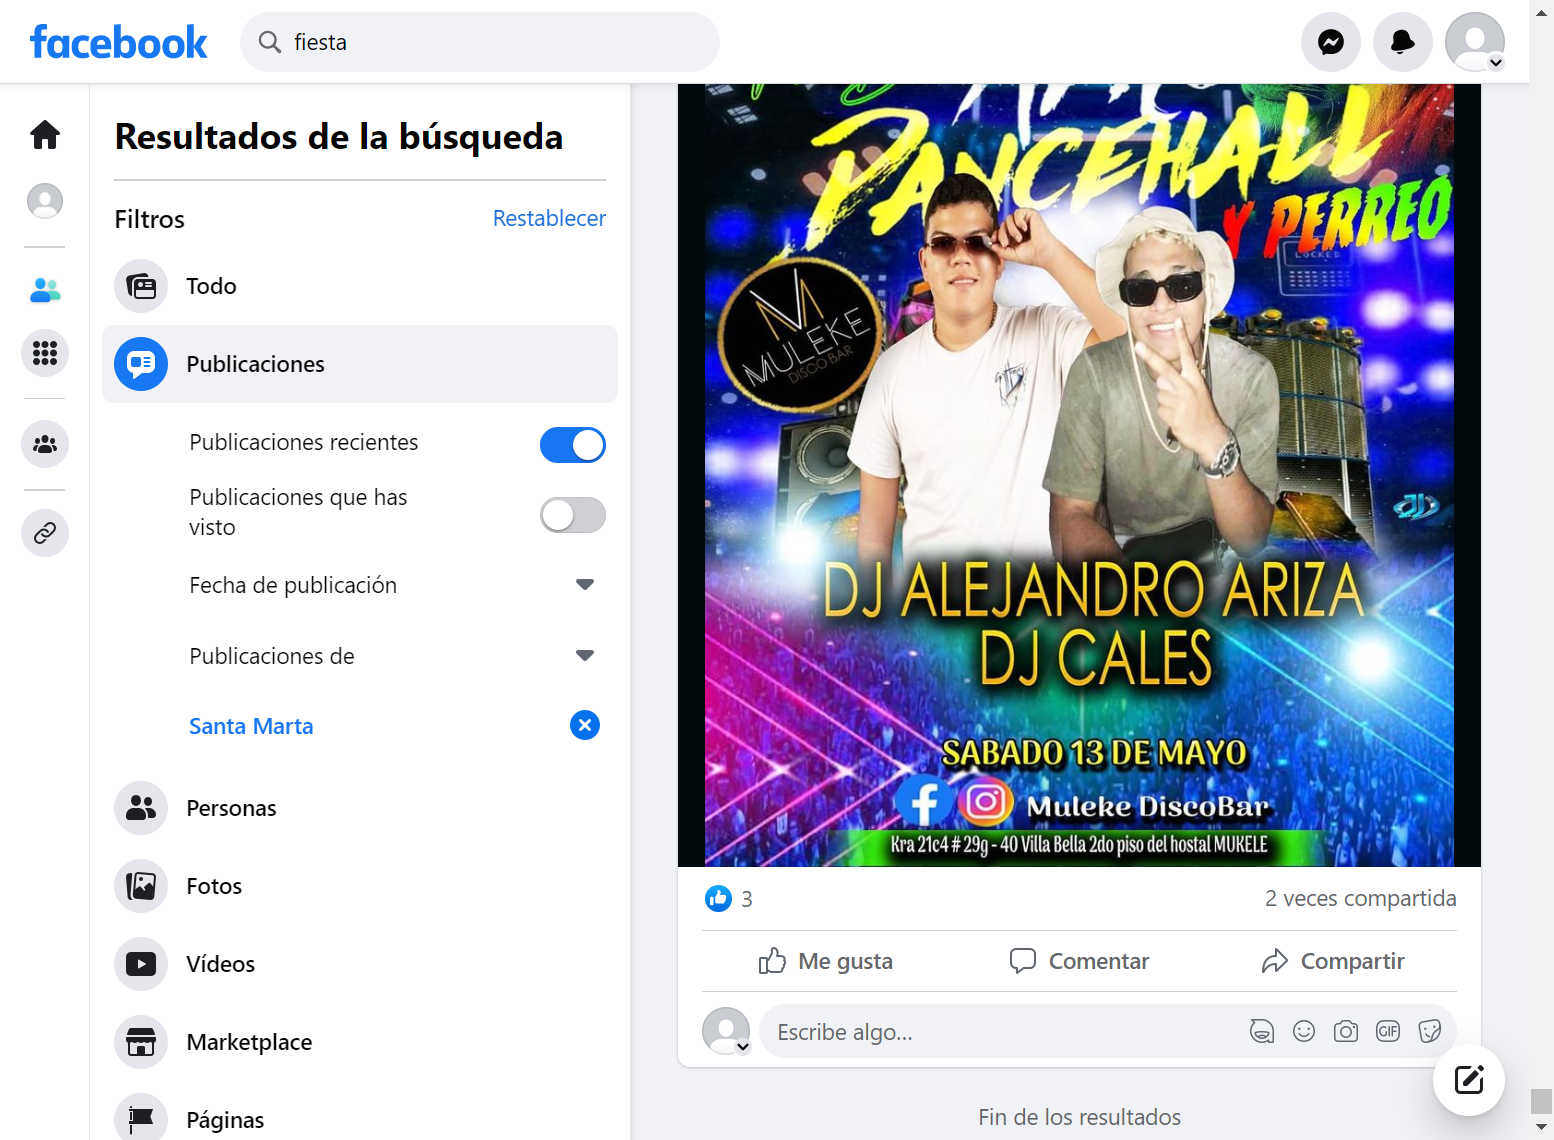 facebook
fiesta
Resultados de la búsqueda
Filtros
Restablecer
Todo
Publicaciones
Publicaciones recientes
Publicaciones que has
visto
Fecha de publicación
Publicaciones de
Santa Marta
Personas
Fotos
Vídeos
Marketplace
Páginas
DANCEHALL
Y PERREO
LOCKED
MULEKE
DISCO BAR
DJ ALEJANDRO ARIZA
DJ CALES
SABADO 13 DE MAYO
Muleke DiscoBar
Kra 21c4 # 29g - 40 Villa Bella 2do piso del hostal MUKELE
3
2 veces compartida
Me gusta
Comentar
Compartir
Escribe algo...
GIF
Fin de los resultados